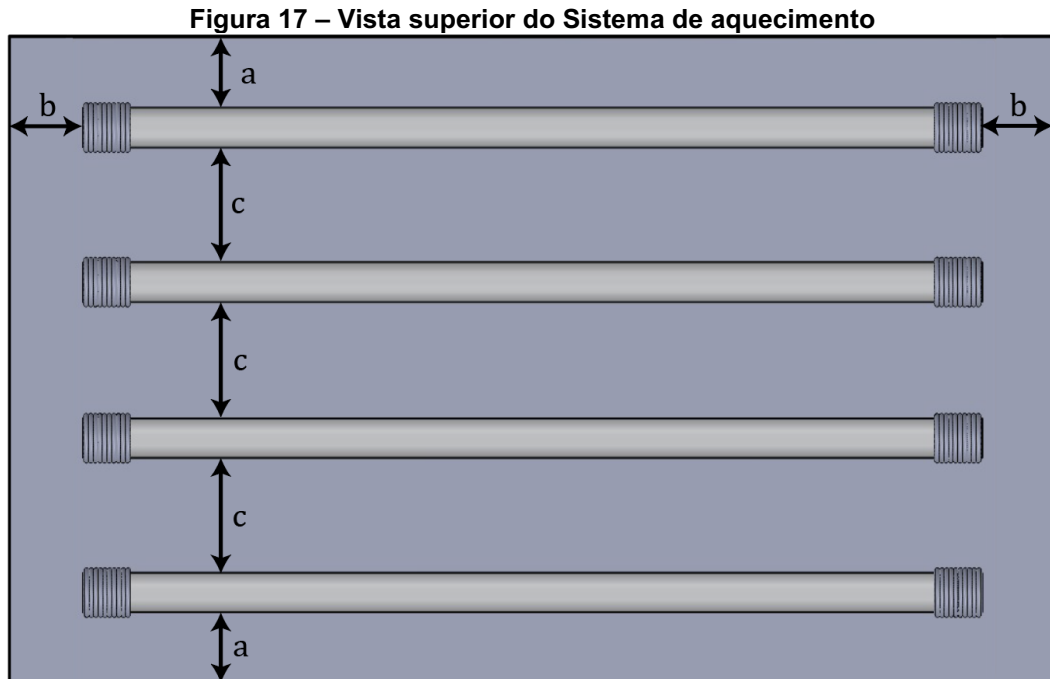 Figura 17 – Vista superior do Sistema de aquecimento
a
b
b
c
c
c
a